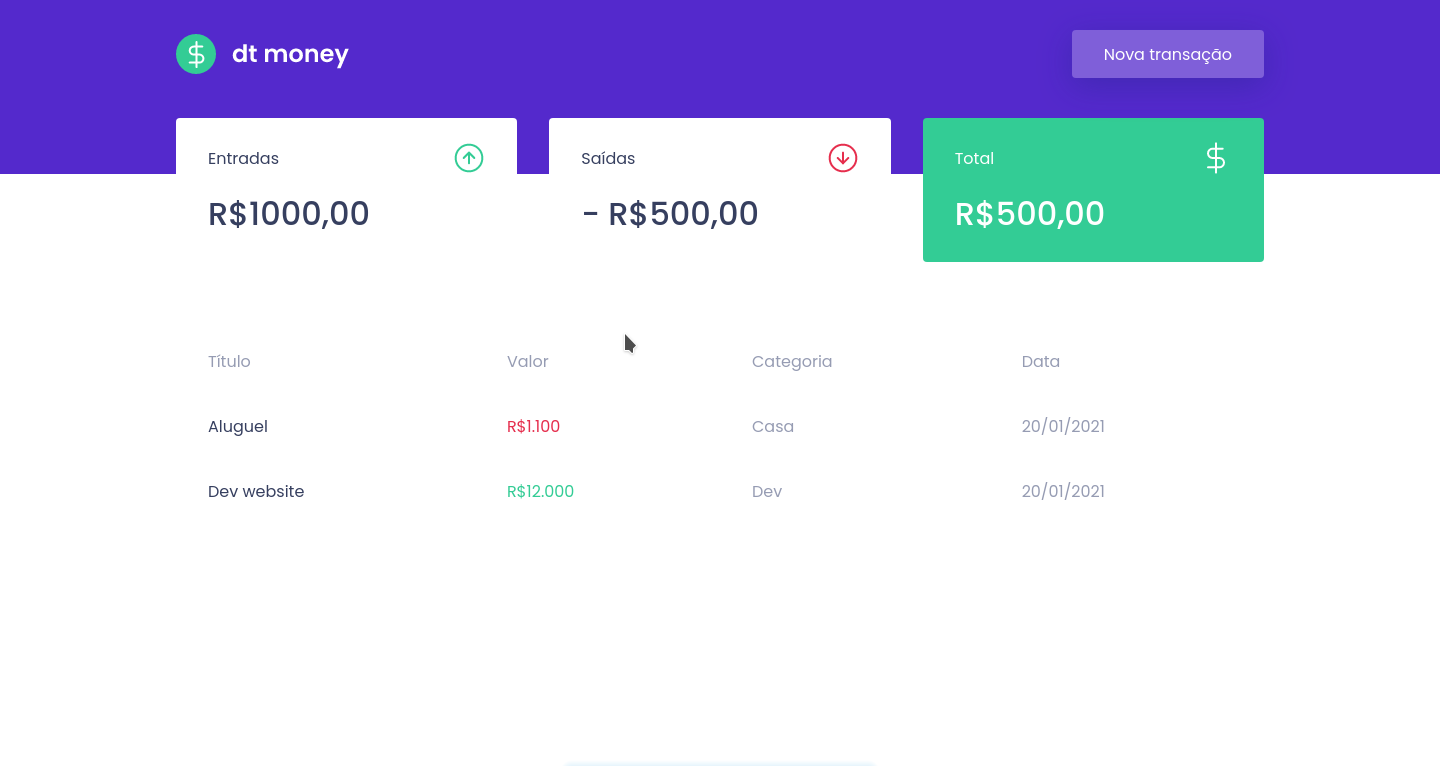 dt money
Nova transação
Entradas
R$1000,00
Saídas
- R$500,00
Total
R$500,00
Título Valor Categoria Data
Aluguel R$1.100 Casa 20/01/2021
Dev website R$12.000 Dev 20/01/2021